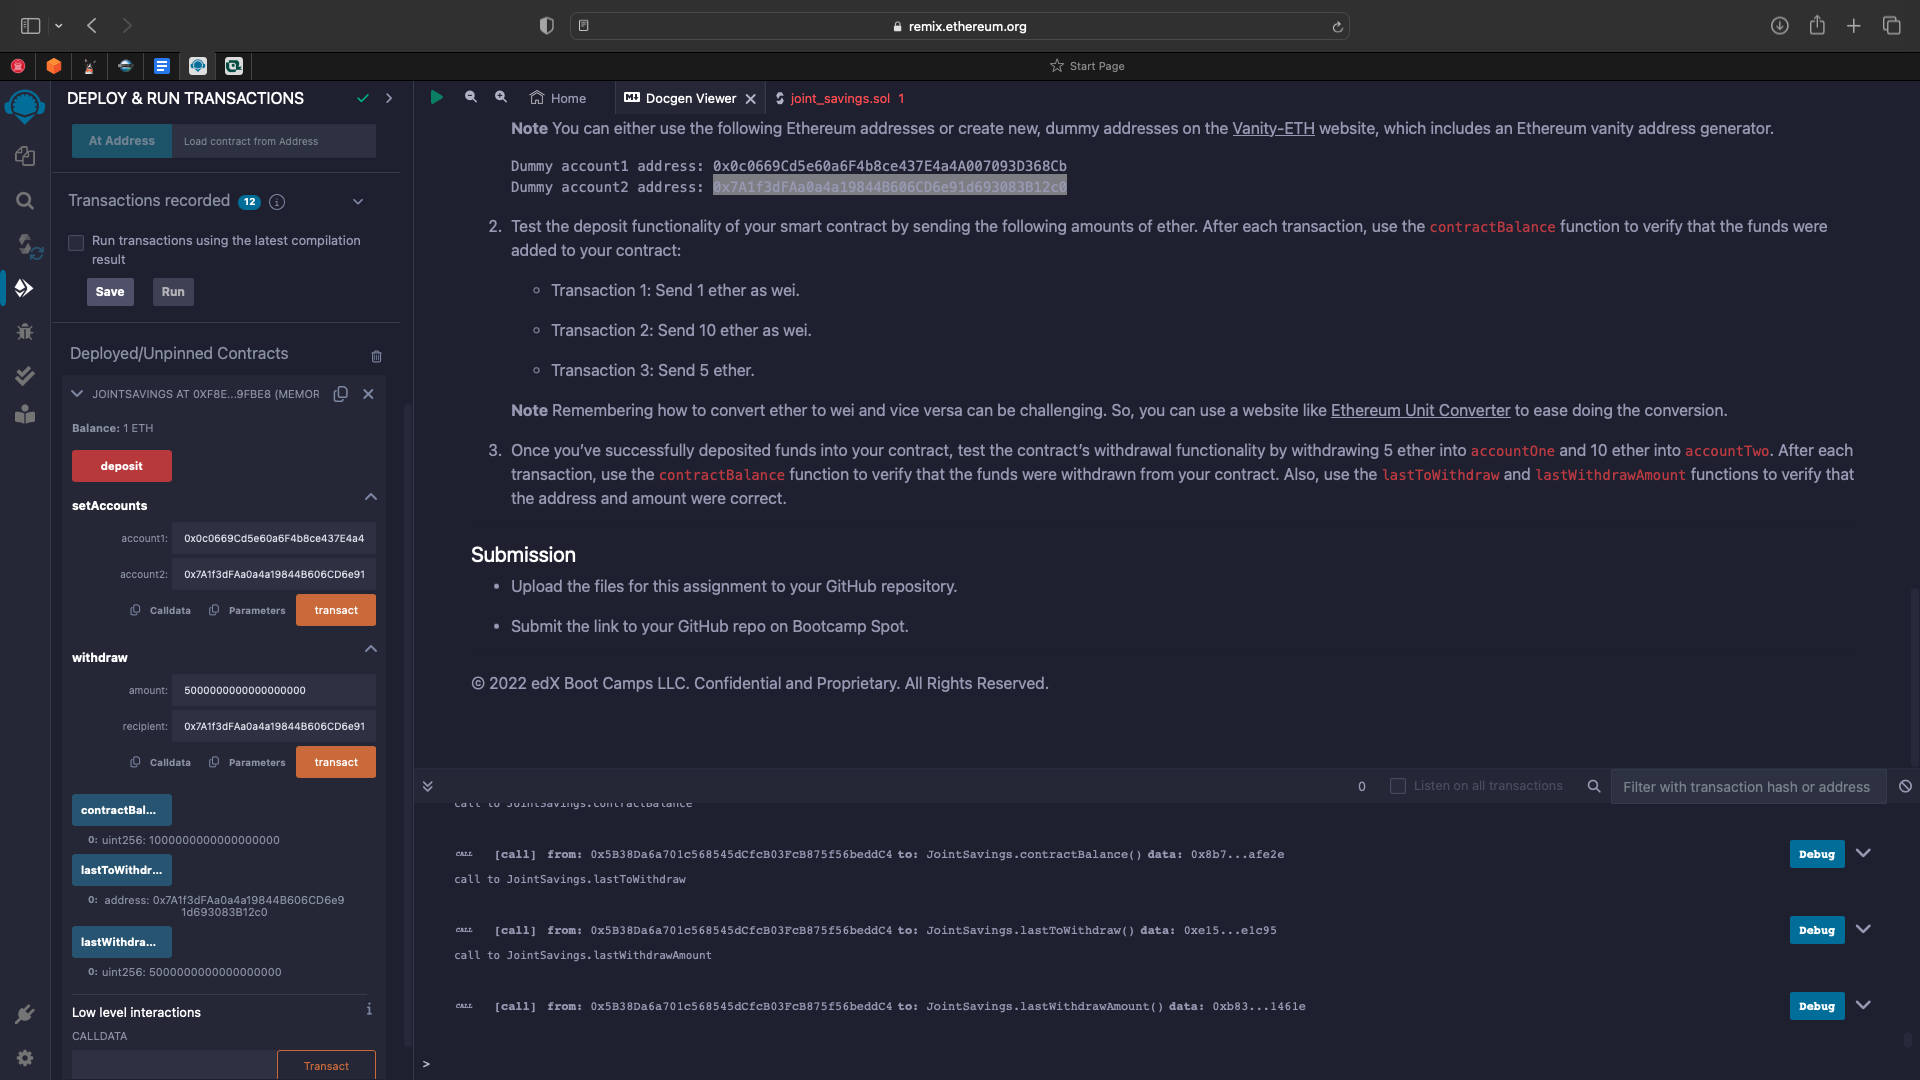 remix.ethereum.org
Start Page
DEPLOY & RUN TRANSACTIONS
At Address
Load contract from Address
Transactions recorded 12
Run transactions using the latest compilation
result
Save
Run
Deployed/Unpinned Contracts
JOINTSAVINGS AT 0XF8E...9FBE8 (MEMOR
Balance: 1 ETH
deposit
setAccounts
account1: 0x0c0669Cd5e60a6F4b8ce437E4a4
account2: 0x7A1f3dFAa0a4a19844B606CD6e91
Calldata Parameters transact
withdraw
amount: 5000000000000000000
recipient: 0x7A1f3dFAa0a4a19844B606CD6e91
Calldata Parameters transact
contractBal...
0: uint256: 1000000000000000000
lastToWithdr...
0: address: 0x7A1f3dFAa0a4a19844B606CD6e9
1d693083B12c0
lastWithdra...
0: uint256: 5000000000000000000
Low level interactions
CALLDATA
Transact
Home
Docgen Viewer
joint_savings.sol 1
Note You can either use the following Ethereum addresses or create new, dummy addresses on the Vanity-ETH website, which includes an Ethereum vanity address generator.
Dummy account1 address: 0x0c0669Cd5e60a6F4b8ce437E4a4A007093D368Cb
Dummy account2 address: 0x7A1f3dFAa0a4a19844B606CD6e91d693083B12c0
2. Test the deposit functionality of your smart contract by sending the following amounts of ether. After each transaction, use the contractBalance function to verify that the funds were
added to your contract:
Transaction 1: Send 1 ether as wei.
Transaction 2: Send 10 ether as wei.
Transaction 3: Send 5 ether.
Note Remembering how to convert ether to wei and vice versa can be challenging. So, you can use a website like Ethereum Unit Converter to ease doing the conversion.
3. Once you’ve successfully deposited funds into your contract, test the contract’s withdrawal functionality by withdrawing 5 ether into accountOne and 10 ether into accountTwo. After each
transaction, use the contractBalance function to verify that the funds were withdrawn from your contract. Also, use the lastToWithdraw and lastWithdrawAmount functions to verify that
the address and amount were correct.
Submission
• Upload the files for this assignment to your GitHub repository.
• Submit the link to your GitHub repo on Bootcamp Spot.
© 2022 edX Boot Camps LLC. Confidential and Proprietary. All Rights Reserved.
0
Listen on all transactions
Filter with transaction hash or address
call to JointSavings.contractBalance
CALL [call] from: 0x5B38Da6a701c568545dCfcB03FcB875f56beddC4 to: JointSavings.contractBalance() data: 0x8b7...afe2e
Debug
call to JointSavings.lastToWithdraw
CALL [call] from: 0x5B38Da6a701c568545dCfcB03FcB875f56beddC4 to: JointSavings.lastToWithdraw() data: 0xe15...e1c95
Debug
call to JointSavings.lastWithdrawAmount
CALL [call] from: 0x5B38Da6a701c568545dCfcB03FcB875f56beddC4 to: JointSavings.lastWithdrawAmount() data: 0xb83...1461e
Debug
>